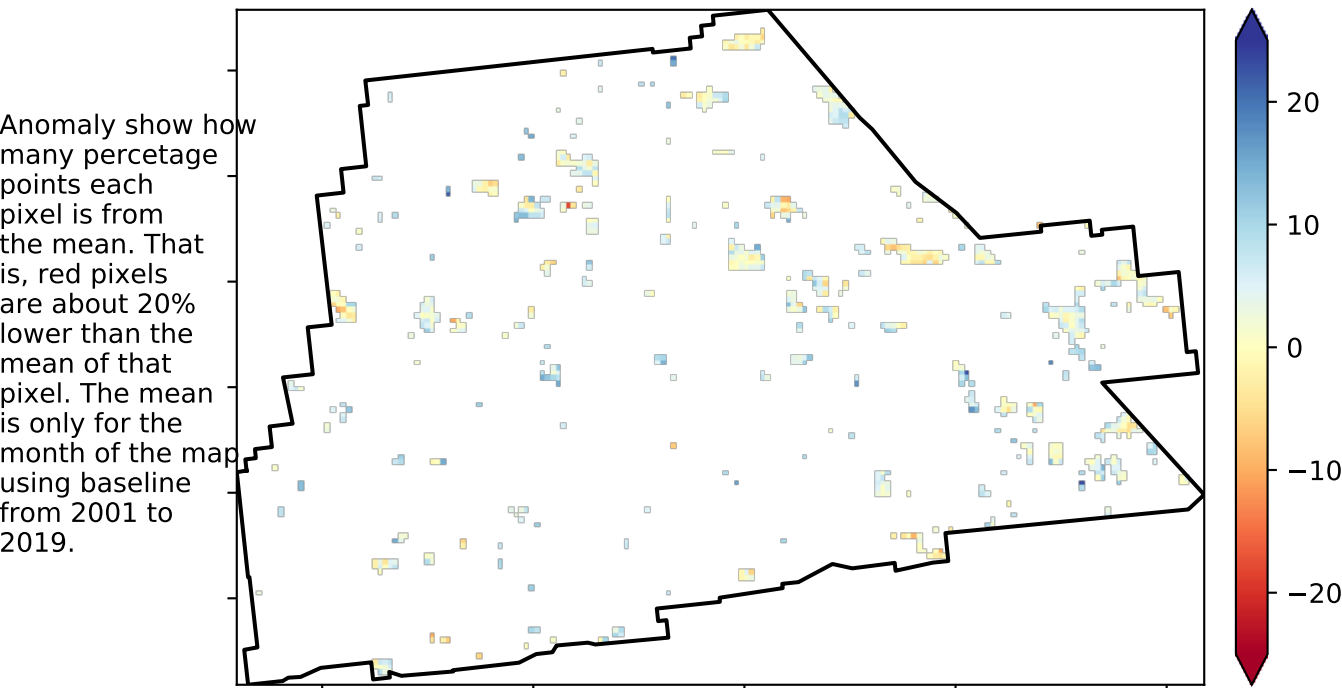 Anomaly show how
many percetage
points each
pixel is from
the mean. That
is, red pixels
are about 20%
lower than the
mean of that
pixel. The mean
is only for the
month of the map
using baseline
from 2001 to
2019.
20
10
0
−10
−20